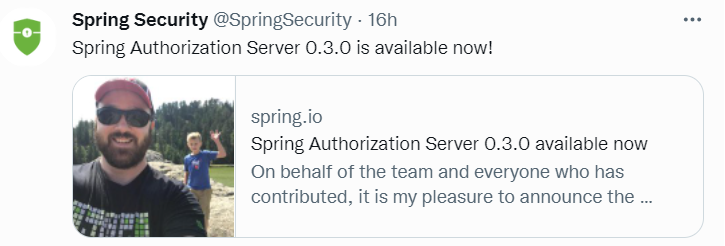 Spring Security @SpringSecurity · 16h
Spring Authorization Server 0.3.0 is available now!
spring.io
Spring Authorization Server 0.3.0 available now
On behalf of the team and everyone who has
contributed, it is my pleasure to announce the ...